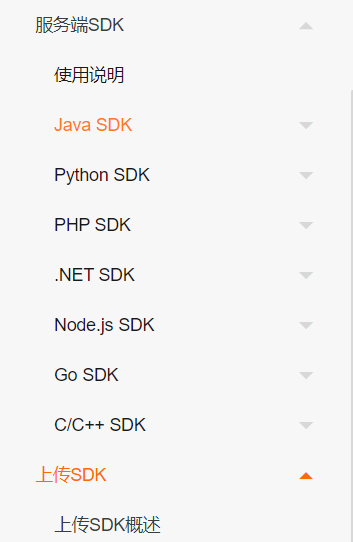 服务端SDK
使用说明
Java SDK
Python SDK
PHP SDK
.NET SDK
Node.js SDK
Go SDK
C/C++ SDK
上传SDK
上传SDK概述